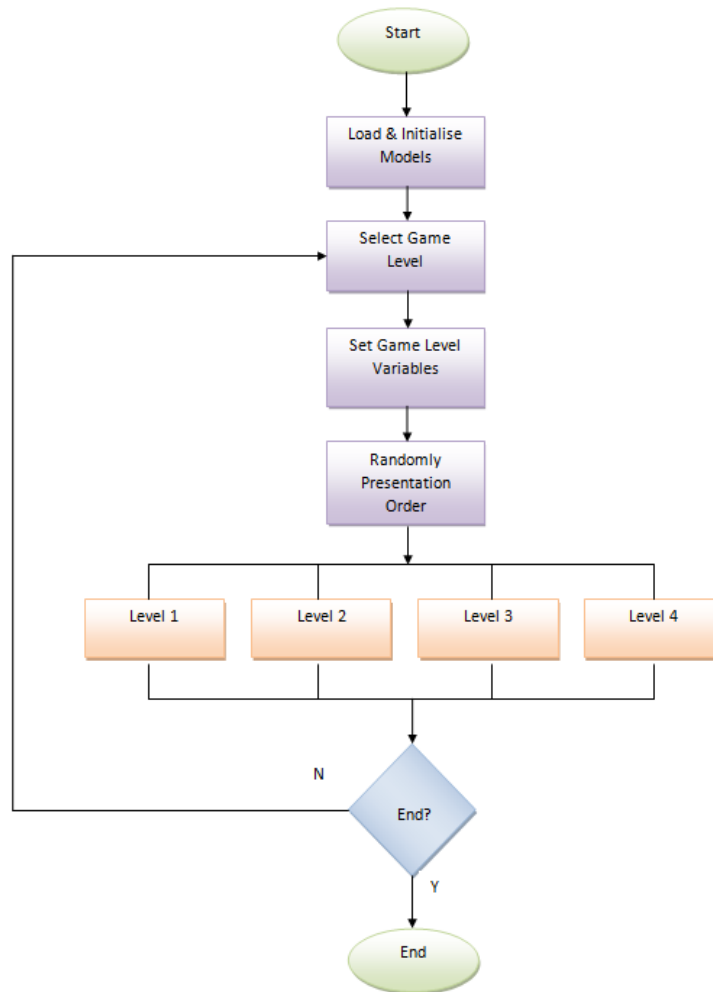 Start
Load & Initialise
Models
Select Game
Level
Set Game Level
Variables
Randomly
Presentation
Order
Level 1
Level 2
Level 3
Level 4
N
End?
Y
End